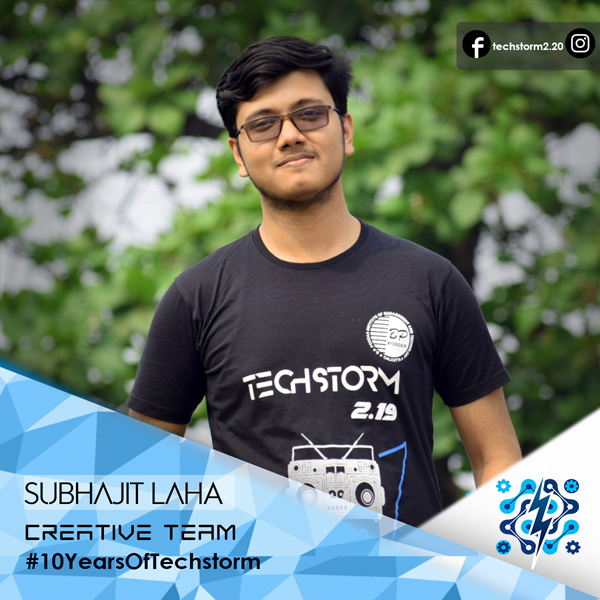 techstorm2.20
TECHSTORM
2.19
SUBHAJIT LAHA
CREATIVE TEAM
#10YearsOfTechstorm